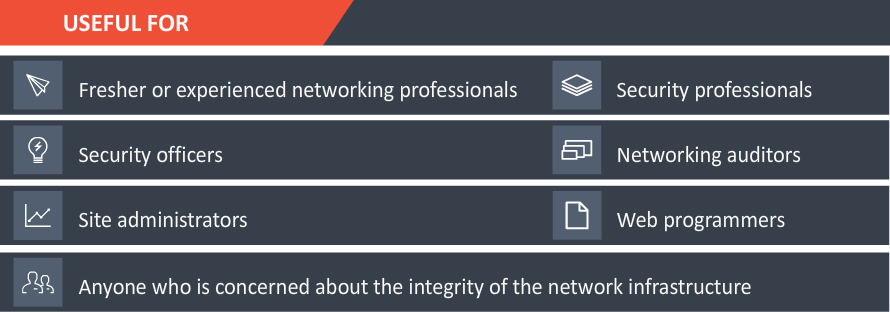 USEFUL FOR
Fresher or experienced networking professionals
Security professionals
Security officers
Networking auditors
Site administrators
Web programmers
Anyone who is concerned about the integrity of the network infrastructure